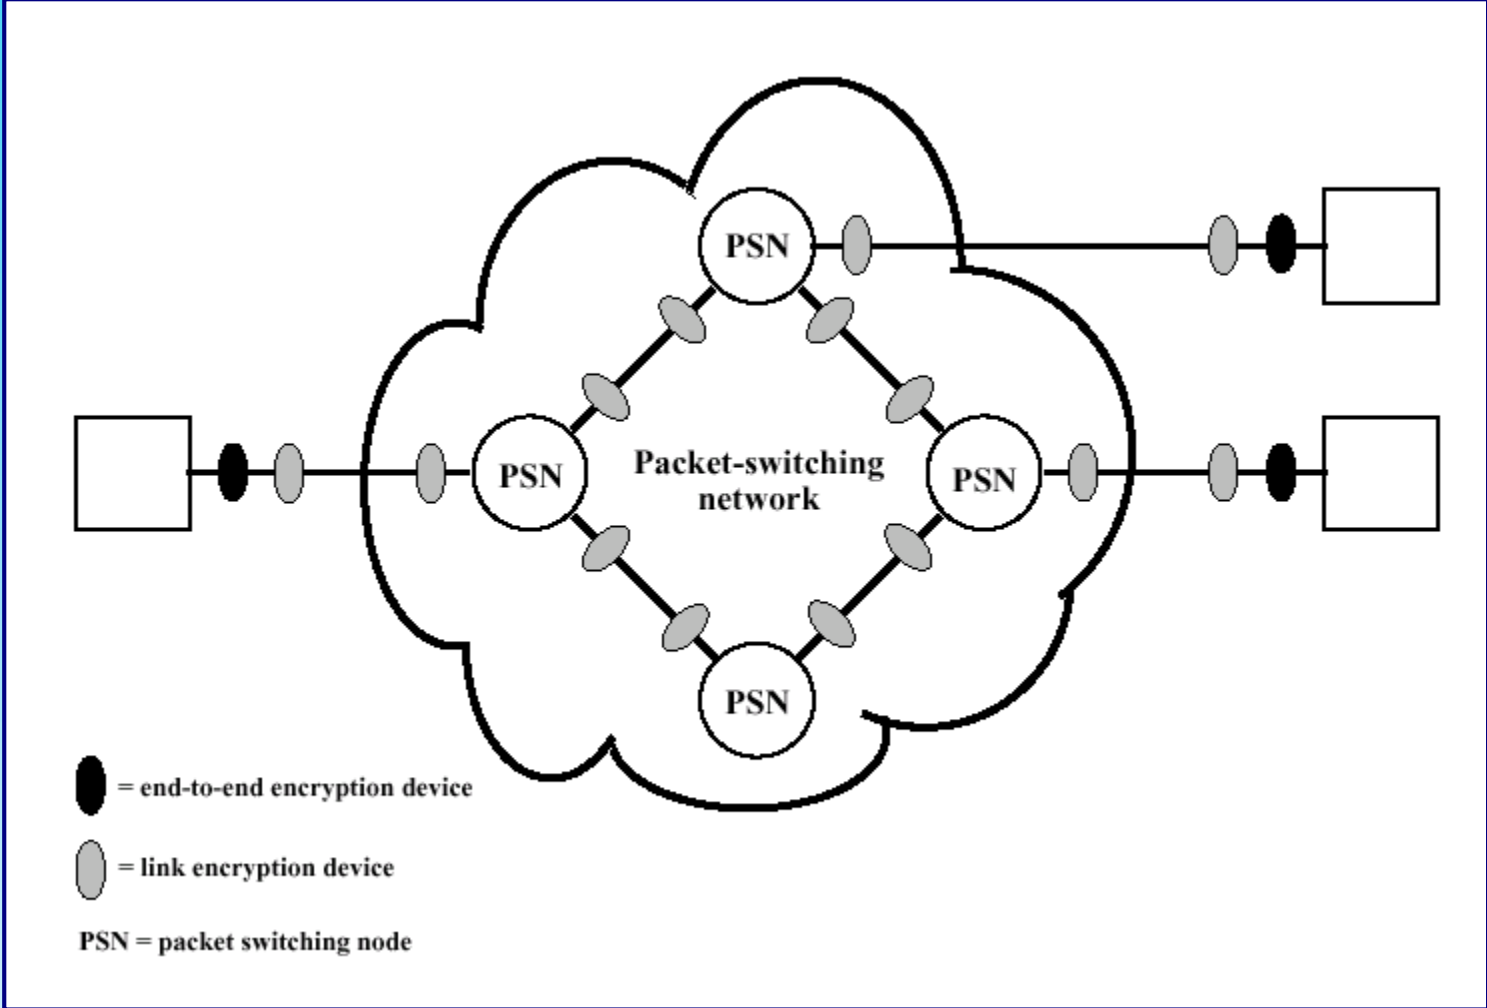 PSN
PSN
Packet-switching
network
PSN
PSN
= end-to-end encryption device
= link encryption device
PSN = packet switching node